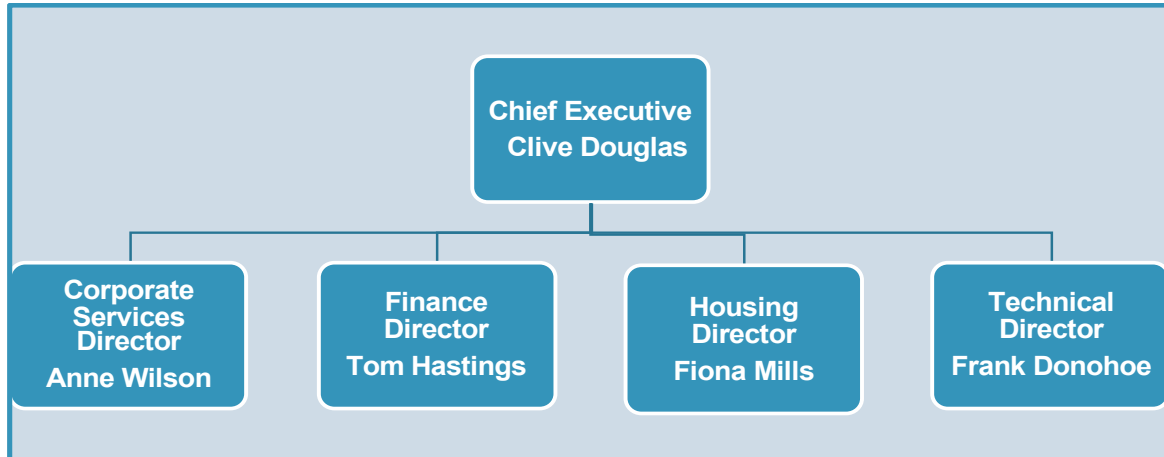 Chief Executive
Clive Douglas
Corporate
Services
Director
Anne Wilson
Finance
Director
Tom Hastings
Housing
Director
Fiona Mills
Technical
Director
Frank Donohoe